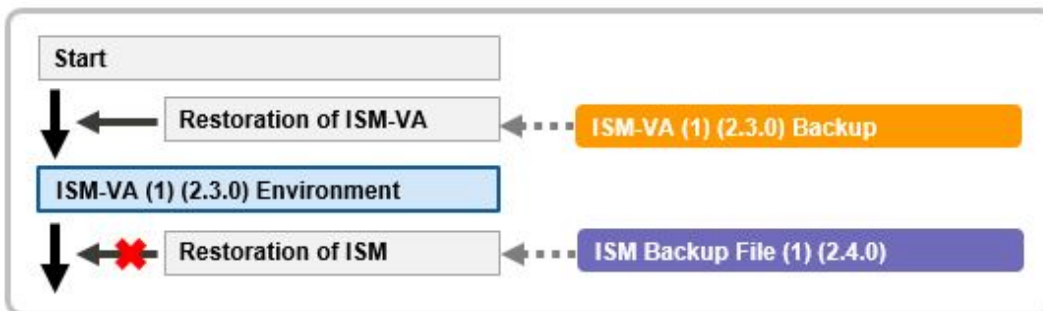 Start
Restoration of ISM-VA
ISM-VA (1) (2.3.0) Backup
ISM-VA (1) (2.3.0) Environment
Restoration of ISM
ISM Backup File (1) (2.4.0)